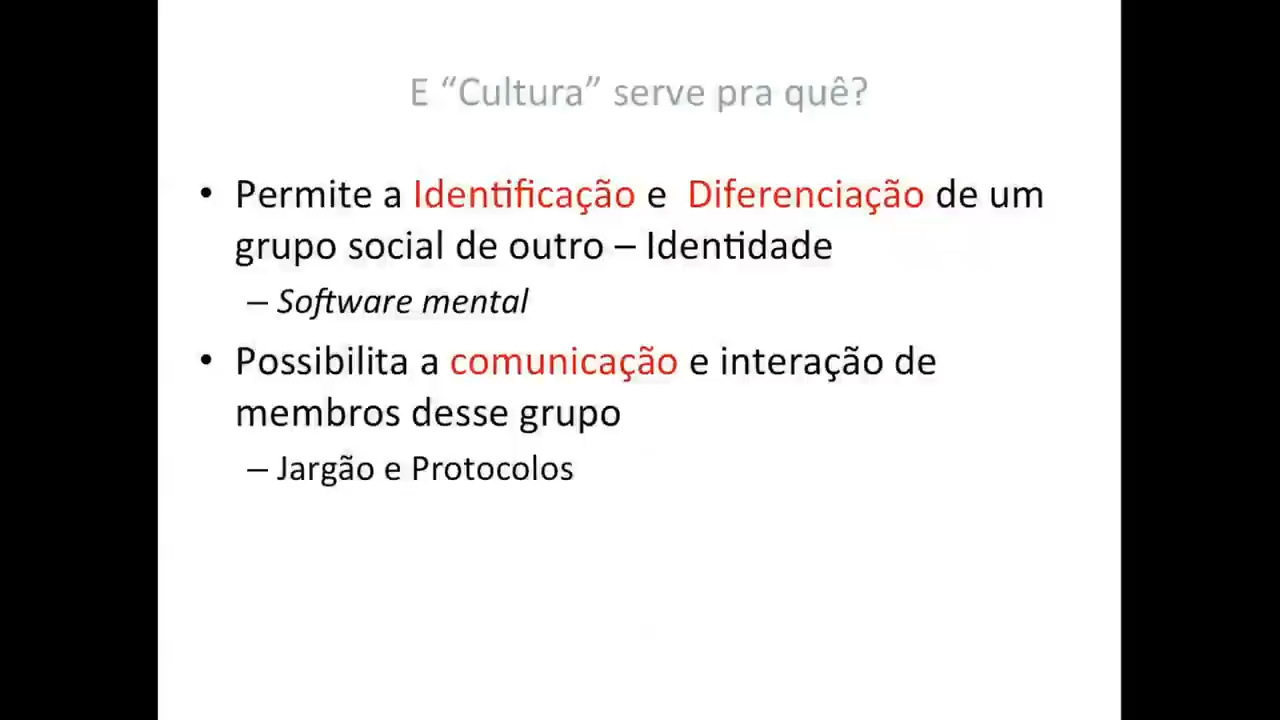 E “Cultura” serve pra quê?
• Permite a Identificação e Diferenciação de um
grupo social de outro – Identidade
– Software mental
• Possibilita a comunicação e interação de
membros desse grupo
– Jargão e Protocolos